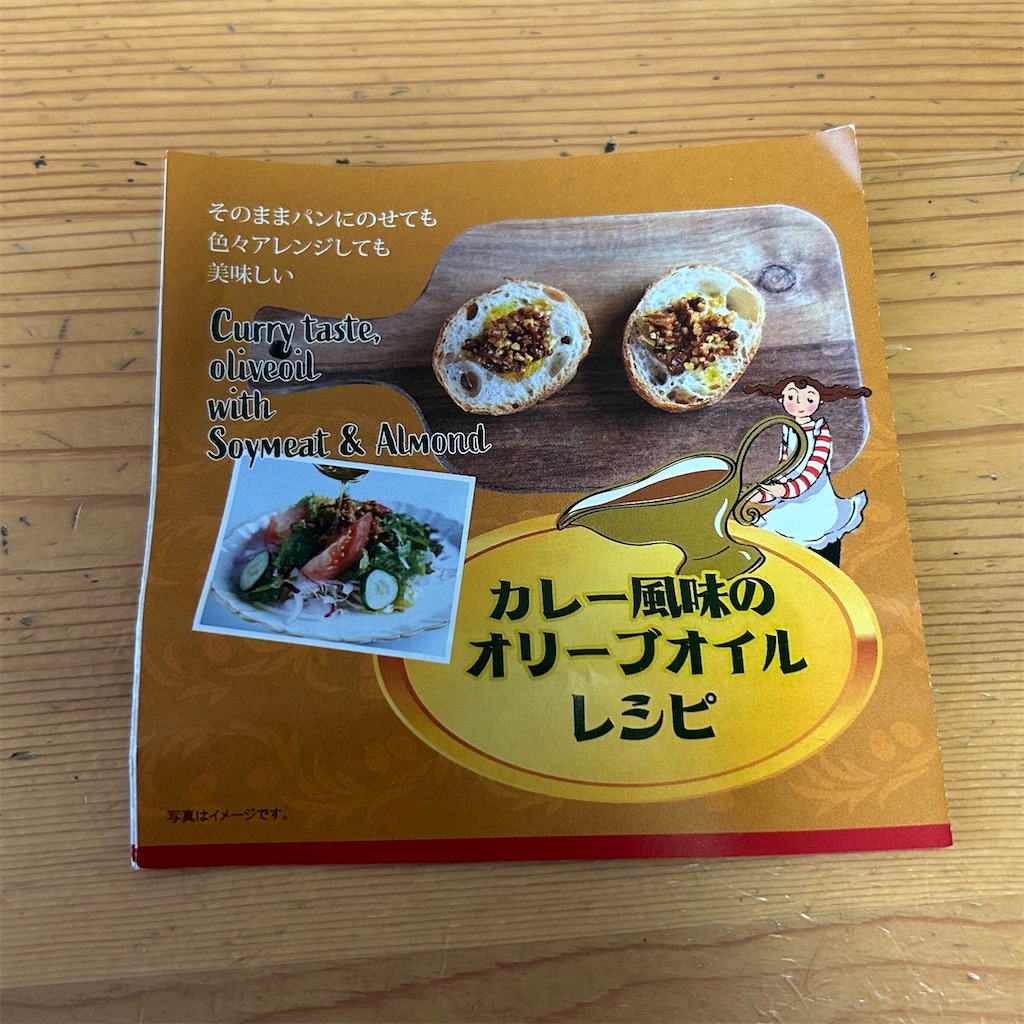 そのままパンにのせても
色々アレンジしても
美味しい
Curry taste,
oliveoil
with
Soymeat & Almond
カレー風味の
オリーブオイル
レシピ
写真はイメージです。